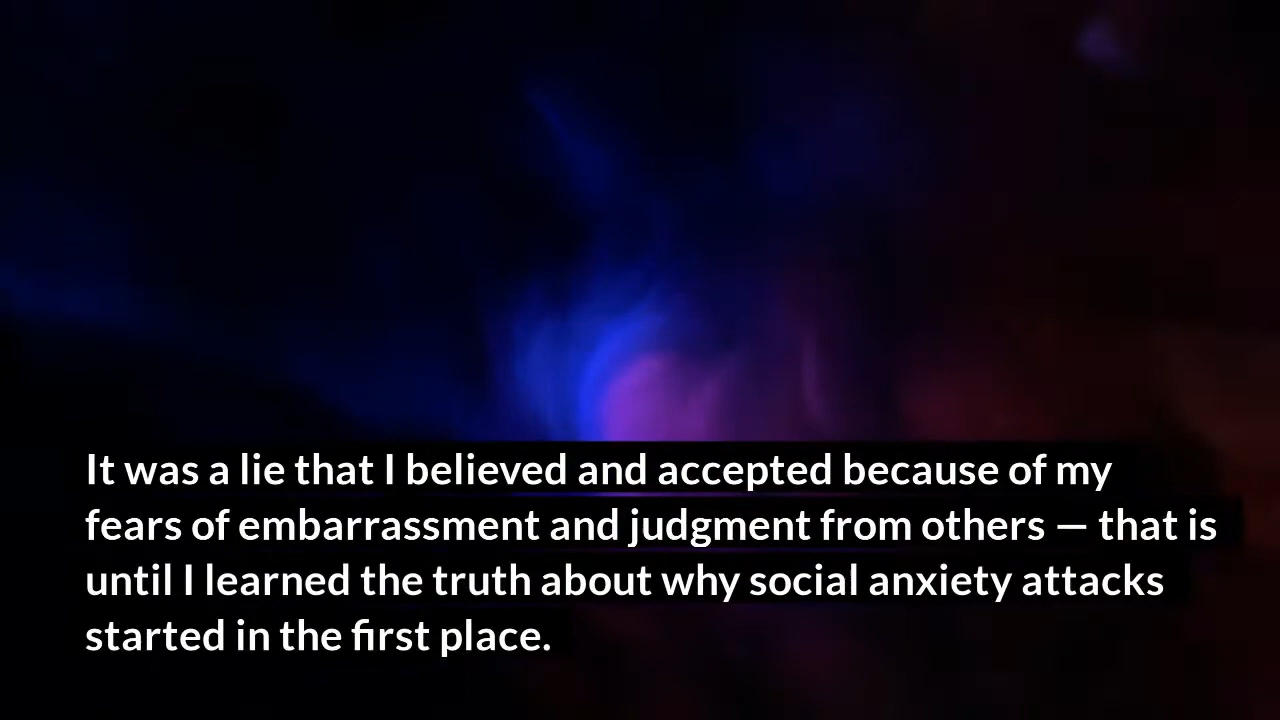 It was a lie that I believed and accepted because of my
fears of embarrassment and judgment from others — that is
until I learned the truth about why social anxiety attacks
started in the first place.